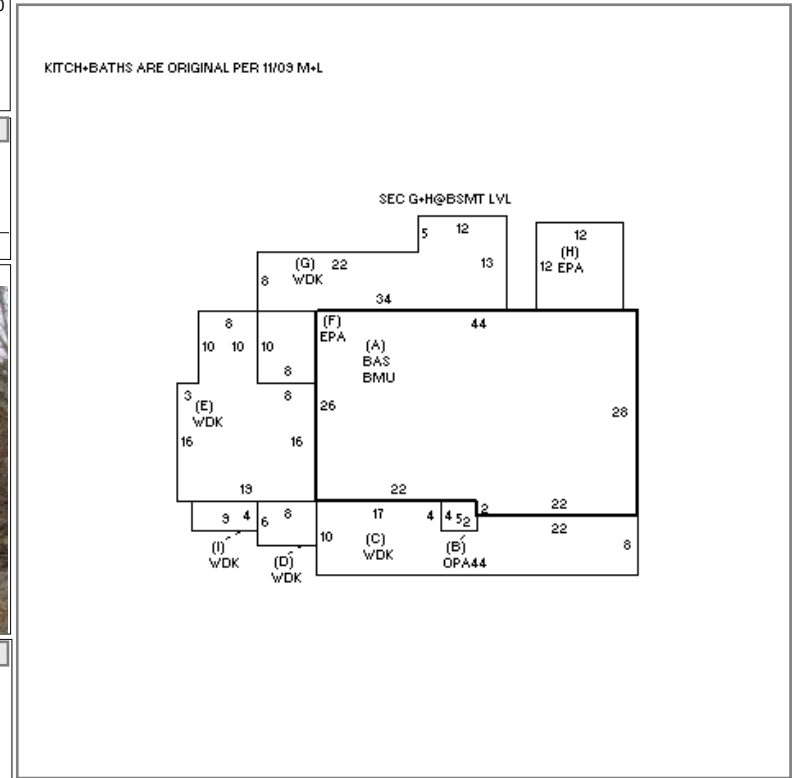 KITCH+BATHS ARE ORIGINAL PER 11/09 M+L
SEC G+H@BSMT LVL
5 12
12
(G) 22
WDK
13
(H)
12 EPA
8
34
8
(F)
EPA
44
10 10 10
(A)
BAS
BMU
8
3
(E)
WDK
8
26
28
16 16
19
22
22
9 4
6 8
17
4 4 5 2
2
22
10
(C)
WDK
(B)
OPA44
8
(I)
WDK
(D)
WDK